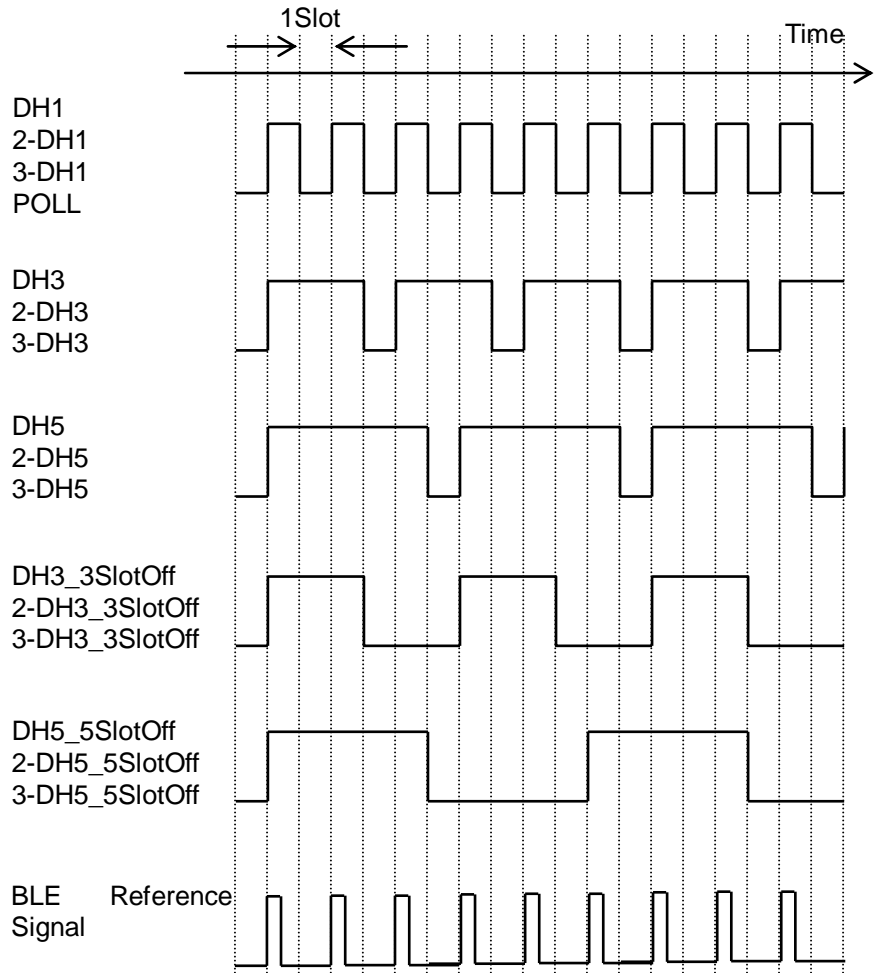 1Slot
Time
DH1
2-DH1
3-DH1
POLL
DH3
2-DH3
3-DH3
DH5
2-DH5
3-DH5
DH3_3SlotOff
2-DH3_3SlotOff
3-DH3_3SlotOff
DH5_5SlotOff
2-DH5_5SlotOff
3-DH5_5SlotOff
BLE Reference
Signal